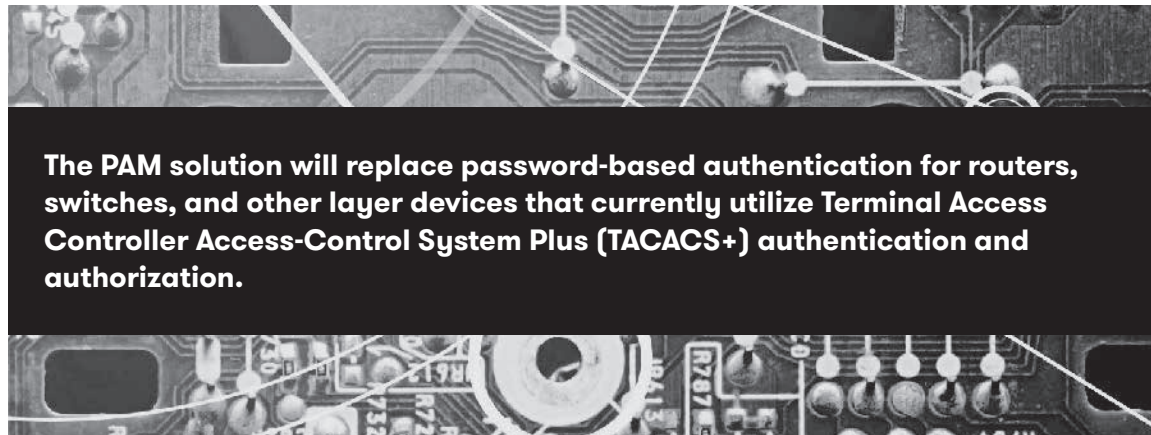 The PAM solution will replace password-based authentication for routers,
switches, and other layer devices that currently utilize Terminal Access
Controller Access-Control System Plus (TACACS+) authentication and
authorization.
R787